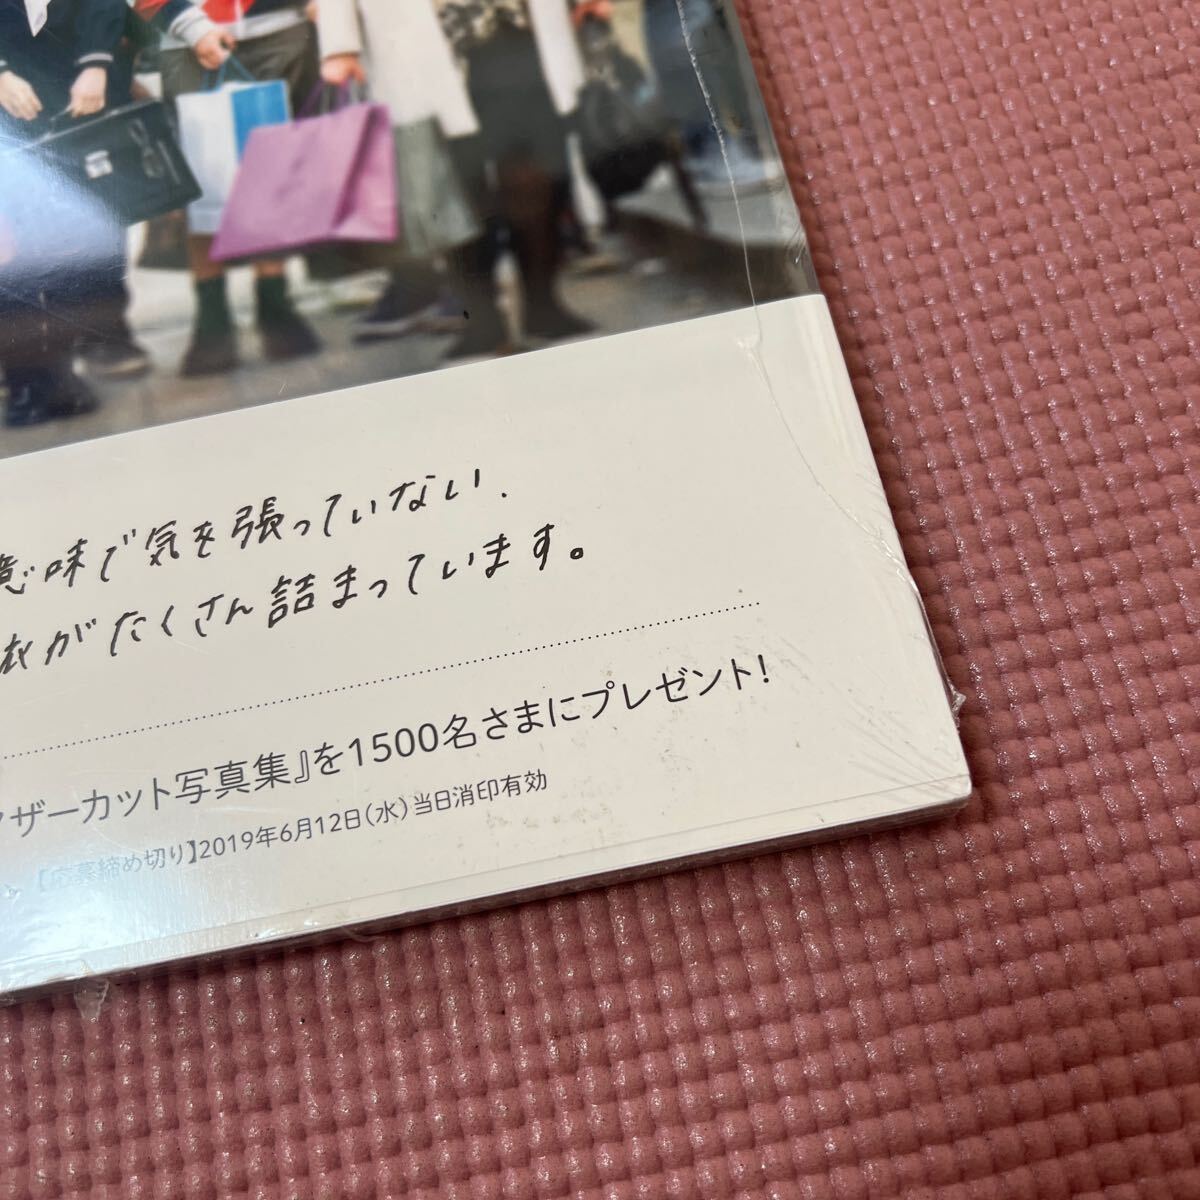 意味で気を張っていない、
衣がたくさん詰まっています。
アザーカット写真集』を1500名さまにプレゼント!
【応募締め切り】2019年6月12日(水)当日消印有効